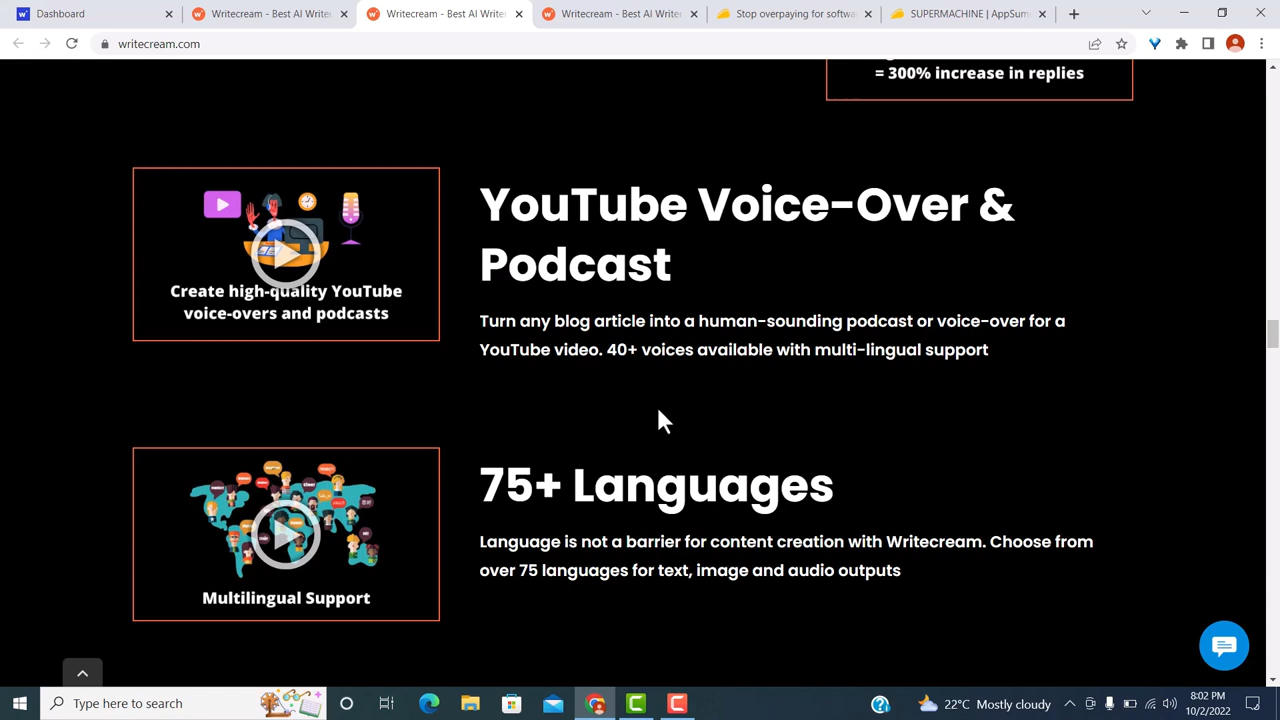 Dashboard
Writecream - Best AI Write
Writecream - Best AI Write
Writecream - Best AI Write
Stop overpaying for softwa
SUPERMACHINE | AppSum
writecream.com
= 300% increase in replies
Create high-quality YouTube
voice-overs and podcasts
YouTube Voice-Over &
Podcast
Turn any blog article into a human-sounding podcast or voice-over for a
YouTube video. 40+ voices available with multi-lingual support
Multilingual Support
75+ Languages
Language is not a barrier for content creation with Writecream. Choose from
over 75 languages for text, image and audio outputs
Type here to search
22°C Mostly cloudy
8:02 PM
10/2/2022